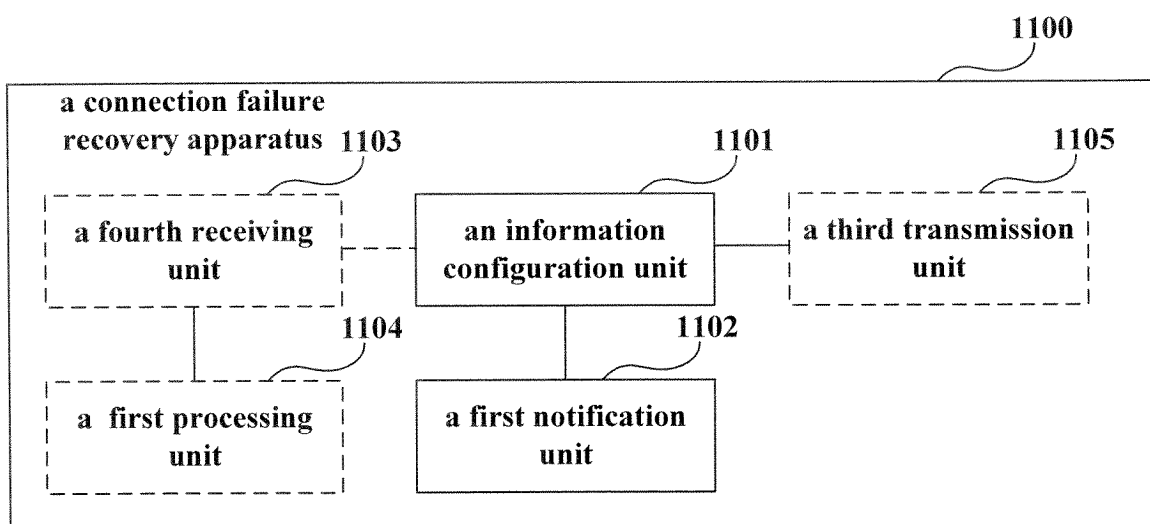 1100
a connection failure
recovery apparatus
1103
1101
1105
a fourth receiving
unit
an information
configuration unit
a third transmission
unit
1104
1102
a first processing
unit
a first notification
unit